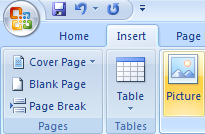 Home Insert Page
Cover Page
Blank Page
Page Break
Table
Picture
Pages Tables